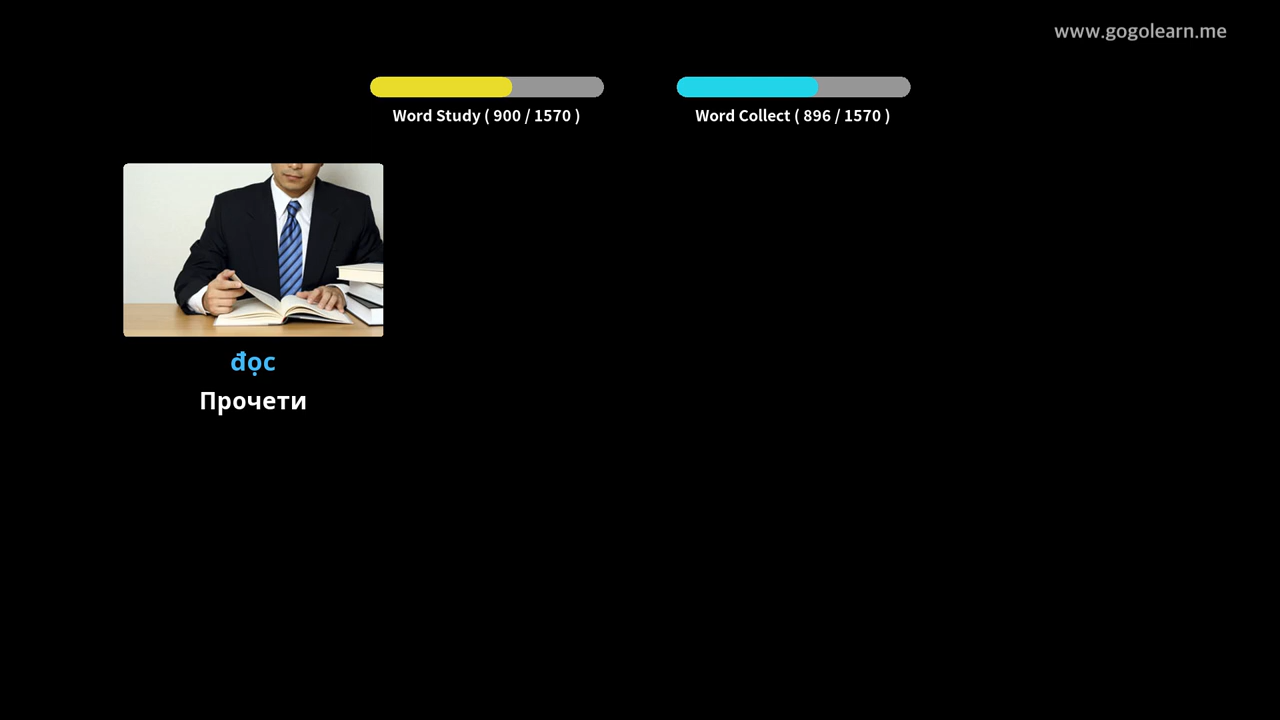 www.gogolearn.me
Word Study ( 900 / 1570 )
Word Collect ( 896 / 1570 )
đọc
Прочети